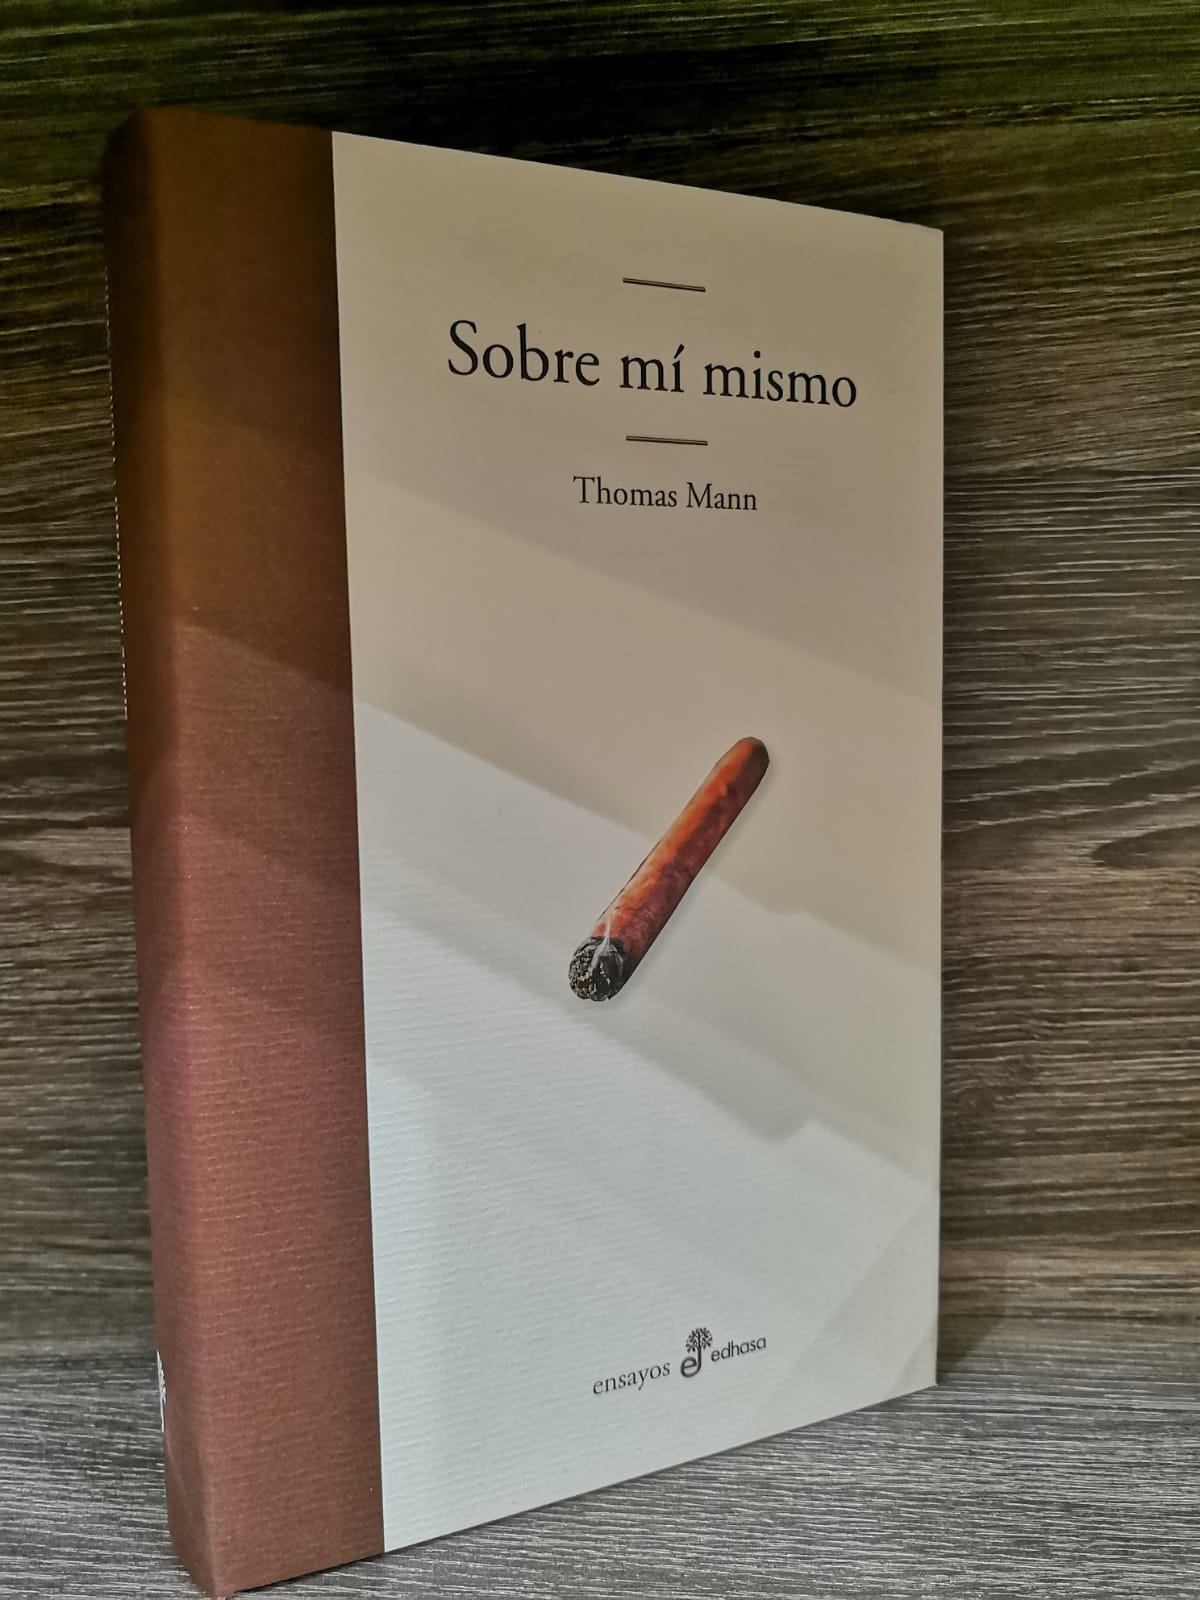 Sobre mí mismo
Thomas Mann
ensayos edhasa